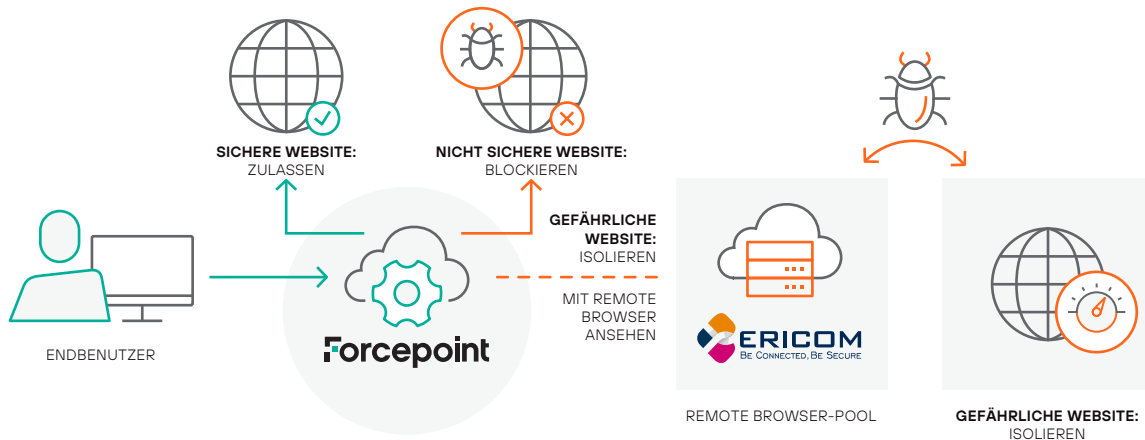 SICHERE WEBSITE:
ZULASSEN
NICHT SICHERE WEBSITE:
BLOCKIEREN
ENDBENUTZER
Forcepoint
GEFÄHRLICHE
WEBSITE:
ISOLIEREN
MIT REMOTE
BROWSER
ANSEHEN
ERICOM
BE CONNECTED, BE SECURE
REMOTE BROWSER-POOL
GEFÄHRLICHE WEBSITE:
ISOLIEREN